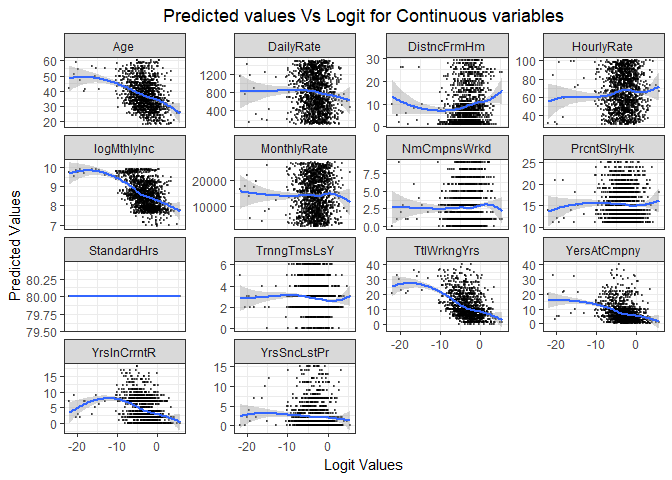 Predicted values Vs Logit for Continuous variables
Age DailyRate DistncFrmHm HourlyRate
60 50 40 30 20
1500 1200 900 600 300
30 20 10 0
100 80 60 40
logMthlyInc MonthlyRate NmCmpnsWrkd PrcntSlryHk
10 9 8 7
20000 10000
7.5 5.0 2.5 0.0
25 20 15 10
StandardHrs TrnngTmsLsY TtlWrkngYrs YersAtCmpny
80.25 80.00 79.75 79.50
6 4 2 0
40 30 20 10 0
40 30 20 10 0
-20 -10 0
-20 -10 0
YrsInCrrntR YrsSncLstPr
15 10 5 0
15 10 5 0
-20 -10 0
-20 -10 0
Predicted Values
Logit Values